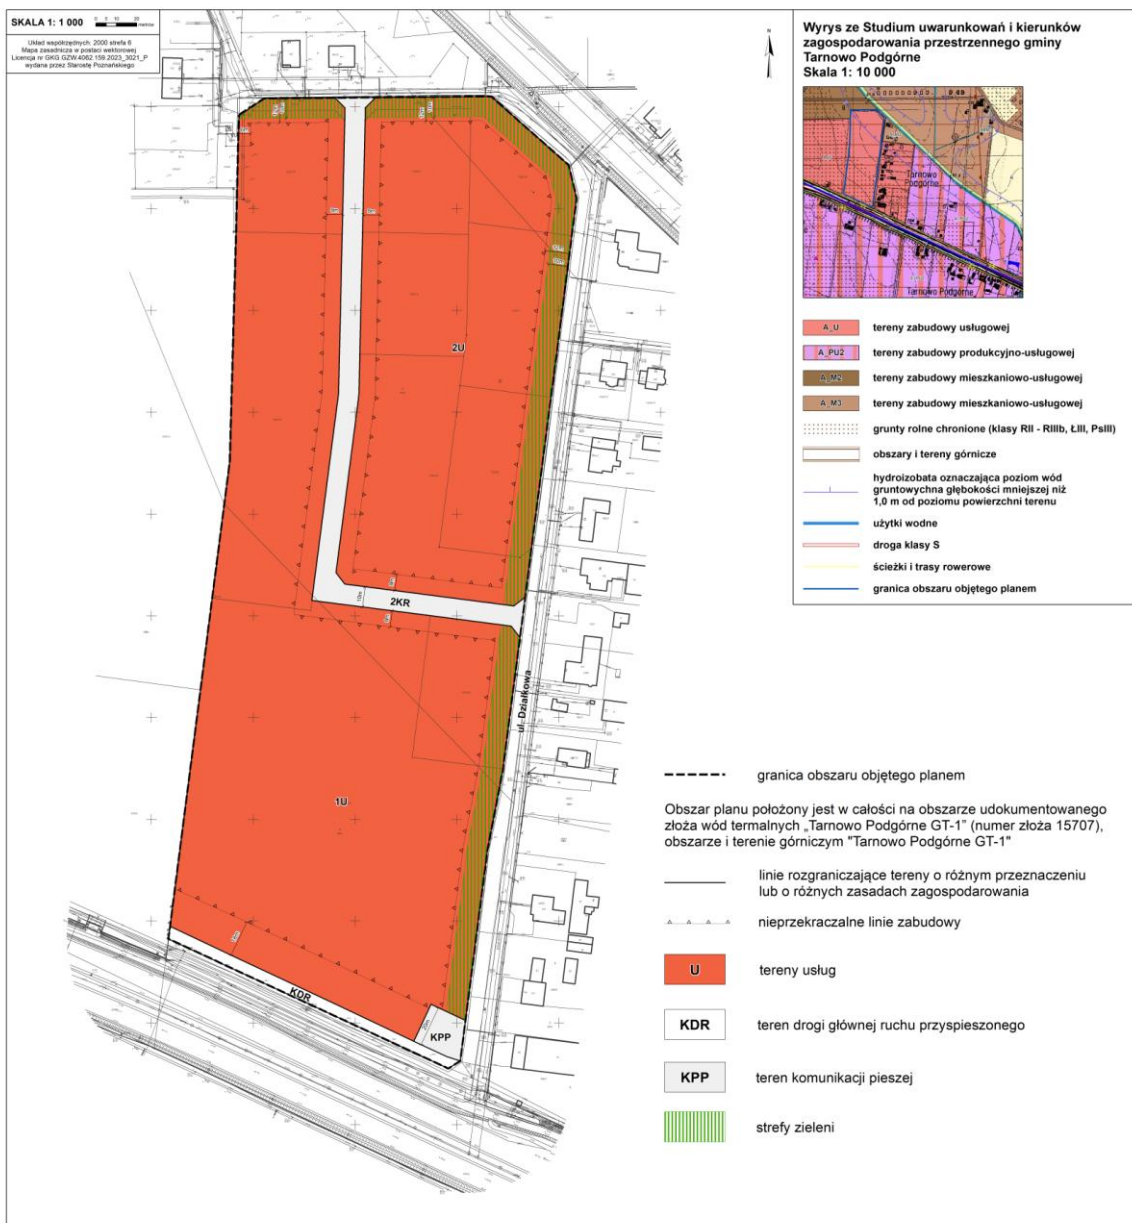 SKALA 1: 1 000
Układ współrzędnych: 2000 strefa 6
Mapa zasadnicza w postaci wektorowej
Licencja nr GKG GZW.4062.159.2023_3021_P
wydana przez Starostę Poznańskiego
Wyrys ze Studium uwarunkowań i kierunków
zagospodarowania przestrzennego gminy
Tarnowo Podgórne
Skala 1: 10 000
Tarnowo
Podgórne
Tarnowo Podgórne
A_U tereny zabudowy usługowej
A_PU2 tereny zabudowy produkcyjno-usługowej
A_M2 tereny zabudowy mieszkaniowo-usługowej
A_M3 tereny zabudowy mieszkaniowo-usługowej
grunty rolne chronione (klasy RII - RIIIb, ŁIII, PsIII)
obszary i tereny górnicze
hydroizobata oznaczająca poziom wód
gruntowychna głębokości mniejszej niż
1,0 m od poziomu powierzchni terenu
użytki wodne
droga klasy S
ścieżki i trasy rowerowe
granica obszaru objętego planem
2U
2KR
ul. Działkowa
1U
KDR
KPP
granica obszaru objętego planem
Obszar planu położony jest w całości na obszarze udokumentowanego
złoża wód termalnych „Tarnowo Podgórne GT-1” (numer złoża 15707),
obszarze i terenie górniczym "Tarnowo Podgórne GT-1"
linie rozgraniczające tereny o różnym przeznaczeniu
lub o różnych zasadach zagospodarowania
nieprzekraczalne linie zabudowy
U tereny usług
KDR teren drogi głównej ruchu przyspieszonego
KPP teren komunikacji pieszej
strefy zieleni